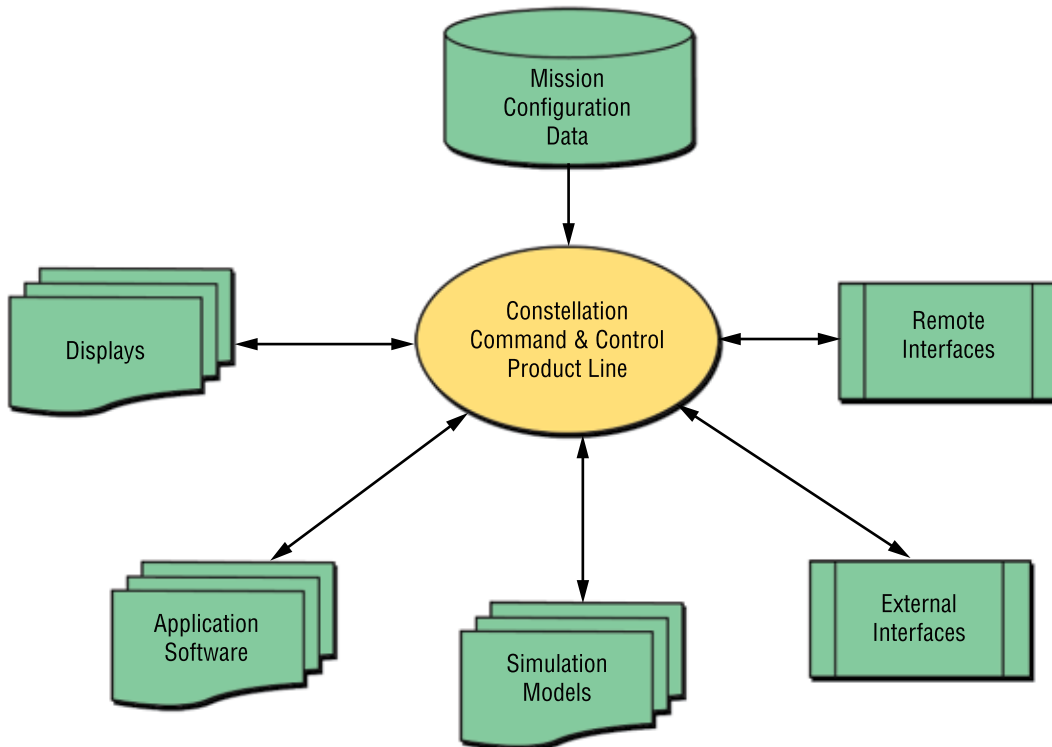 Mission
Configuration
Data
Constellation
Command & Control
Product Line
Displays
Remote
Interfaces
Application
Software
Simulation
Models
External
Interfaces